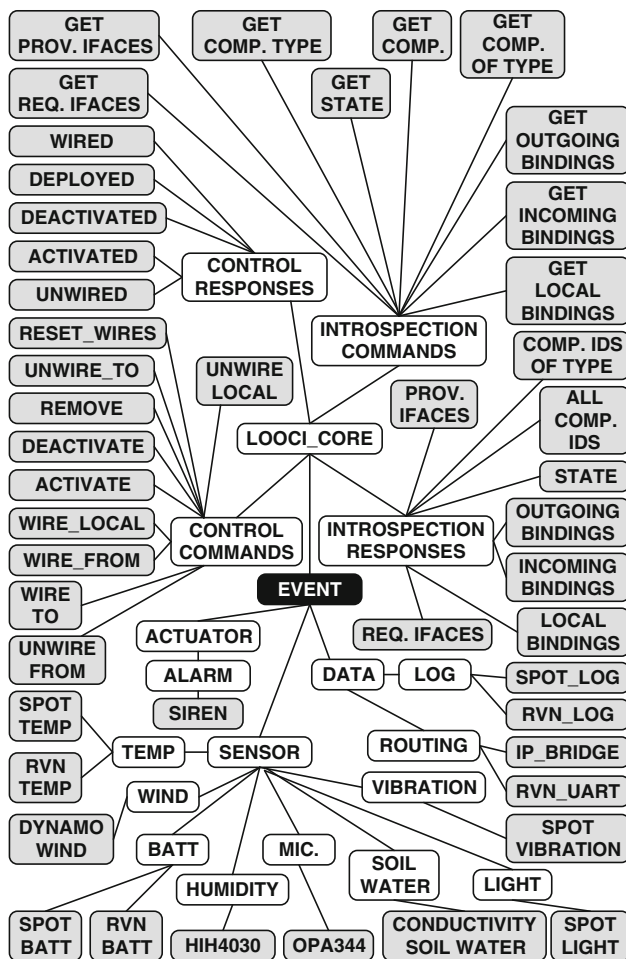 GET
PROV. IFACES
GET
COMP. TYPE
GET
COMP.
GET
COMP.
OF TYPE
GET
REQ. IFACES
GET
STATE
WIRED
GET
OUTGOING
BINDINGS
DEPLOYED
DEACTIVATED
GET
INCOMING
BINDINGS
ACTIVATED
CONTROL
RESPONSES
UNWIRED
GET
LOCAL
BINDINGS
RESET_WIRES
INTROSPECTION
COMMANDS
COMP. IDS
OF TYPE
UNWIRE_TO
UNWIRE
LOCAL
PROV.
IFACES
REMOVE
ALL
COMP.
IDS
LOOCI_CORE
DEACTIVATE
STATE
ACTIVATE
WIRE_LOCAL
CONTROL
COMMANDS
INTROSPECTION
RESPONSES
OUTGOING
BINDINGS
WIRE_FROM
INCOMING
BINDINGS
WIRE
TO
EVENT
ACTUATOR
REQ. IFACES
LOCAL
BINDINGS
UNWIRE
FROM
ALARM
DATA
LOG
SPOT_LOG
SIREN
RVN_LOG
SPOT
TEMP
TEMP
SENSOR
ROUTING
IP_BRIDGE
RVN
TEMP
WIND
VIBRATION
RVN_UART
DYNAMO
WIND
BATT
MIC.
SPOT
VIBRATION
SOIL
WATER
HUMIDITY
LIGHT
SPOT
BATT
RVN
BATT
HIH4030
OPA344
CONDUCTIVITY
SOIL WATER
SPOT
LIGHT